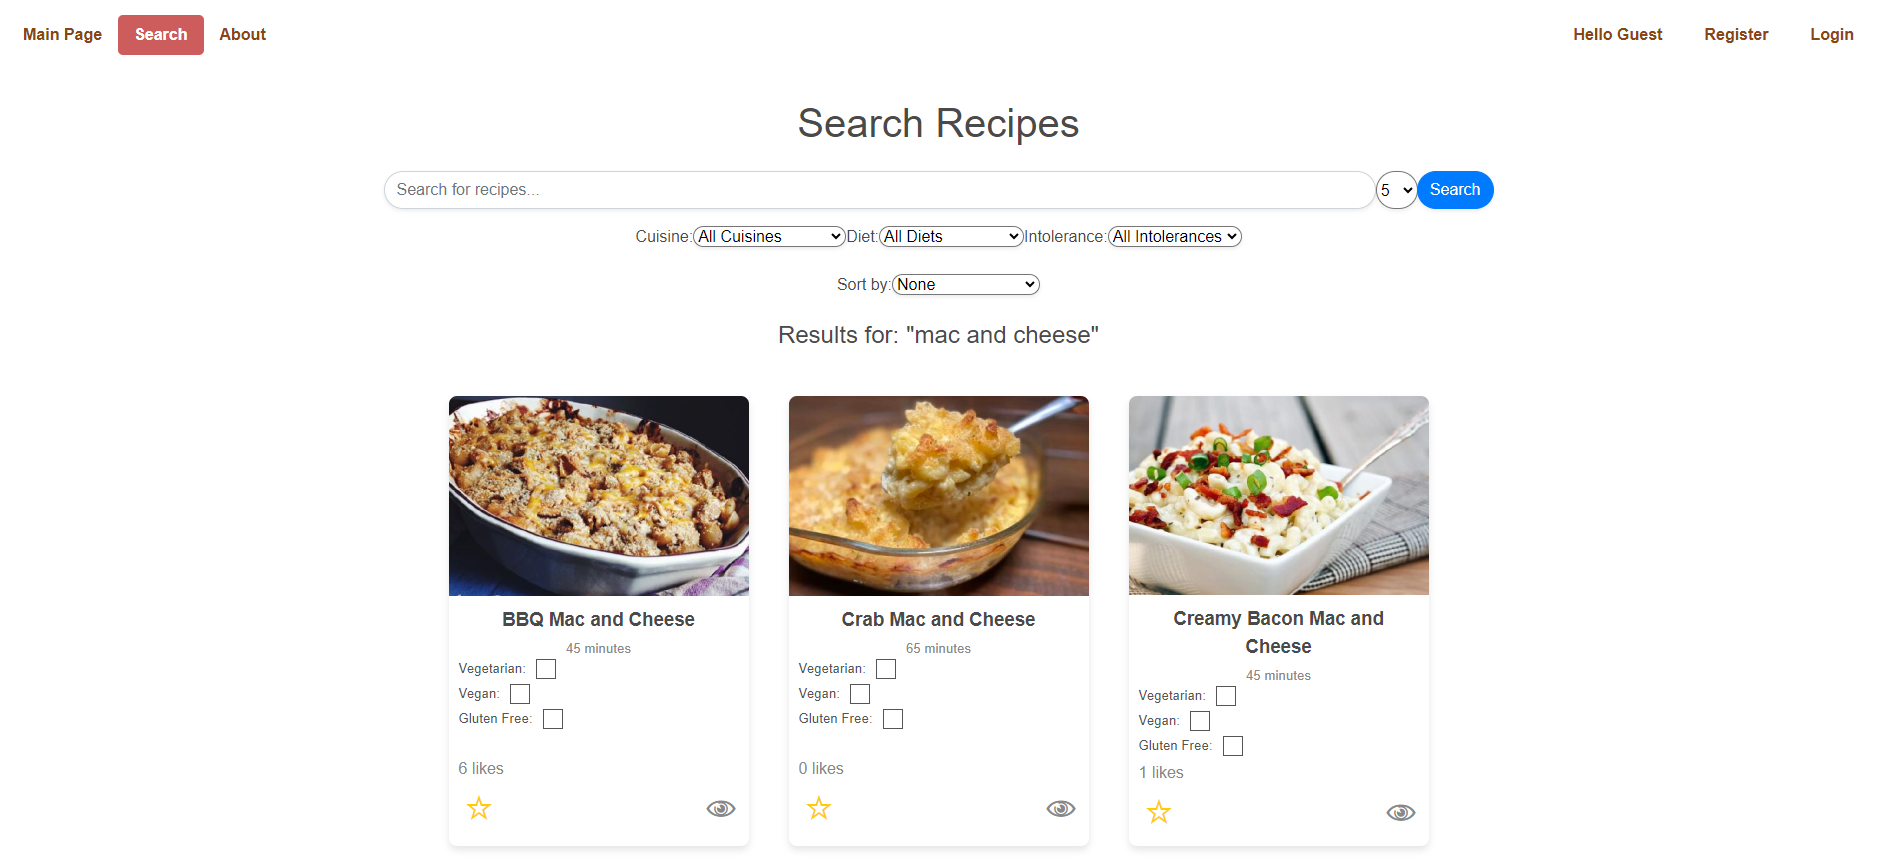 Main Page Search About Hello Guest Register Login
Search Recipes
Search for recipes... 5 Search
Cuisine: All Cuisines Diet: All Diets Intolerance: All Intolerances
Sort by: None
Results for: "mac and cheese"
BBQ Mac and Cheese
45 minutes
Vegetarian:
Vegan:
Gluten Free:
6 likes
Crab Mac and Cheese
65 minutes
Vegetarian:
Vegan:
Gluten Free:
0 likes
Creamy Bacon Mac and
Cheese
45 minutes
Vegetarian:
Vegan:
Gluten Free:
1 likes